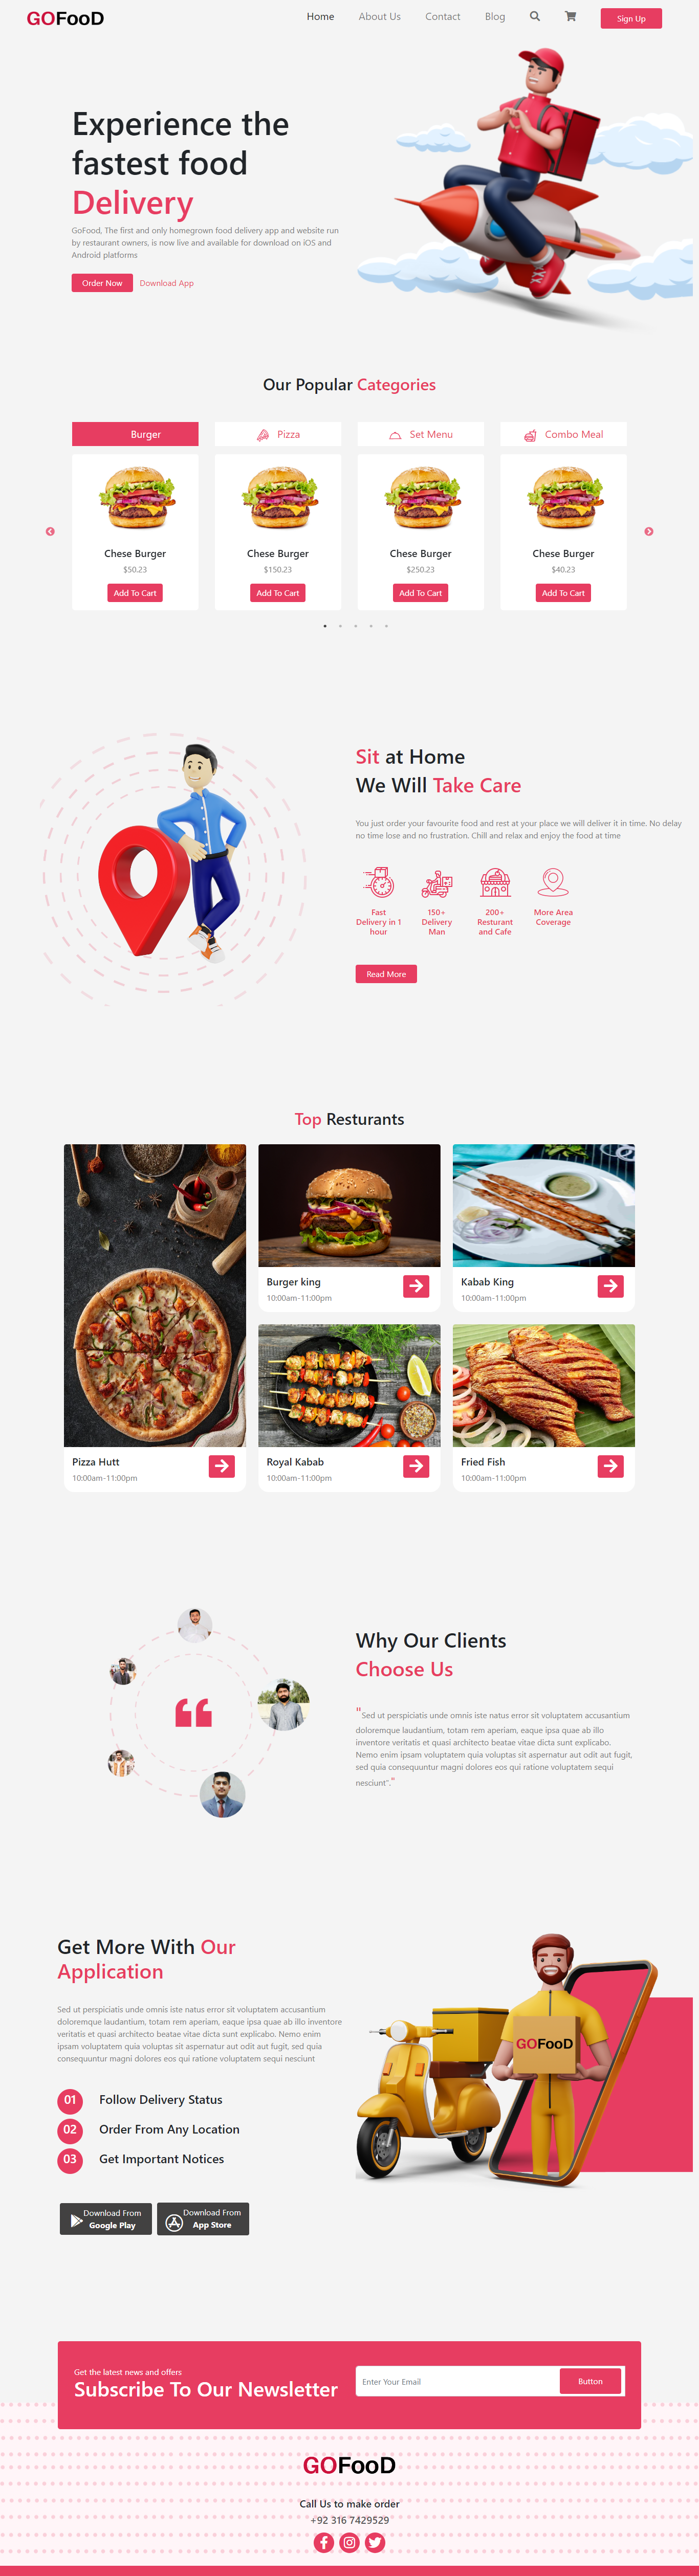 GOFooD
Home
About Us
Contact
Blog
Sign Up
Experience the
fastest food
Delivery
GoFood, The first and only homegrown food delivery app and website run
by restaurant owners, is now live and available for download on iOS and
Android platforms
Order Now
Download App
Our Popular Categories
Burger
Pizza
Set Menu
Combo Meal
Chese Burger
Chese Burger
Chese Burger
Chese Burger
$50.23
$150.23
$250.23
$40.23
Add To Cart
Add To Cart
Add To Cart
Add To Cart
Sit at Home
We Will Take Care
You just order your favourite food and rest at your place we will deliver it in time. No delay
no time lose and no frustration. Chill and relax and enjoy the food at time
Fast
Delivery in 1
hour
150+
Delivery
Man
200+
Resturant
and Cafe
More Area
Coverage
Read More
Top Resturants
Burger king
10:00am-11:00pm
Kabab King
10:00am-11:00pm
Pizza Hutt
10:00am-11:00pm
Royal Kabab
10:00am-11:00pm
Fried Fish
10:00am-11:00pm
Why Our Clients
Choose Us
"Sed ut perspiciatis unde omnis iste natus error sit voluptatem accusantium
doloremque laudantium, totam rem aperiam, eaque ipsa quae ab illo
inventore veritatis et quasi architecto beatae vitae dicta sunt explicabo.
Nemo enim ipsam voluptatem quia voluptas sit aspernatur aut odit aut fugit,
sed quia consequuntur magni dolores eos qui ratione voluptatem sequi
nesciunt"."
Get More With Our
Application
Sed ut perspiciatis unde omnis iste natus error sit voluptatem accusantium
doloremque laudantium, totam rem aperiam, eaque ipsa quae ab illo inventore
veritatis et quasi architecto beatae vitae dicta sunt explicabo. Nemo enim
ipsam voluptatem quia voluptas sit aspernatur aut odit aut fugit, sed quia
consequuntur magni dolores eos qui ratione voluptatem sequi nesciunt
01 Follow Delivery Status
02 Order From Any Location
03 Get Important Notices
Download From
Google Play
Download From
App Store
GOFooD
Get the latest news and offers
Subscribe To Our Newsletter
Enter Your Email
Button
GOFooD
Call Us to make order
+92 316 7429529